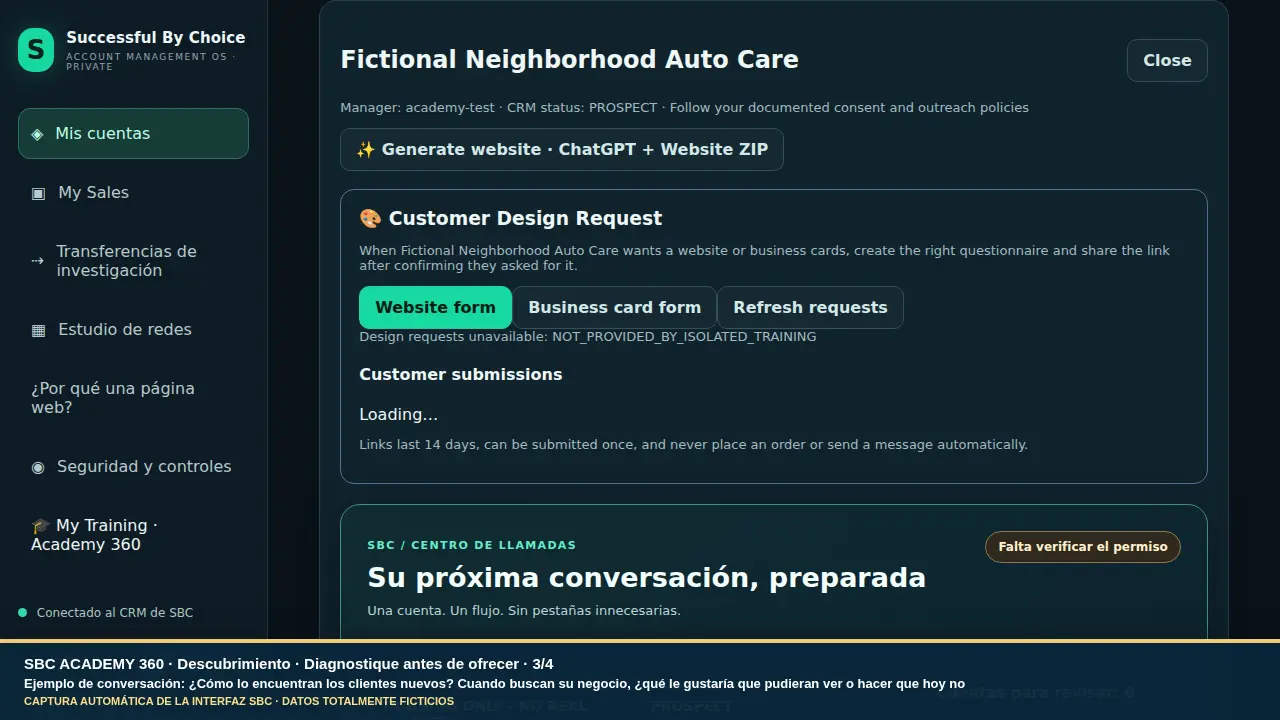 S
Successful By Choice
ACCOUNT MANAGEMENT OS ·
PRIVATE
◈ Mis cuentas
▣ My Sales
⇢ Transferencias de
investigación
▦ Estudio de redes
¿Por qué una página
web?
◉ Seguridad y controles
🎓 My Training ·
Academy 360
Conectado al CRM de SBC
Fictional Neighborhood Auto Care
Close
Manager: academy-test · CRM status: PROSPECT · Follow your documented consent and outreach policies
✨ Generate website · ChatGPT + Website ZIP
🎨 Customer Design Request
When Fictional Neighborhood Auto Care wants a website or business cards, create the right questionnaire and share the link
after confirming they asked for it.
Website form Business card form Refresh requests
Design requests unavailable: NOT_PROVIDED_BY_ISOLATED_TRAINING
Customer submissions
Loading…
Links last 14 days, can be submitted once, and never place an order or send a message automatically.
SBC / CENTRO DE LLAMADAS
Falta verificar el permiso
Su próxima conversación, preparada
Una cuenta. Un flujo. Sin pestañas innecesarias.
SBC ACADEMY 360 · Descubrimiento · Diagnostique antes de ofrecer · 3/4
Ejemplo de conversación: ¿Cómo lo encuentran los clientes nuevos? Cuando buscan su negocio, ¿qué le gustaría que pudieran ver o hacer que hoy no
CAPTURA AUTOMÁTICA DE LA INTERFAZ SBC · DATOS TOTALMENTE FICTICIOS
PROSPECT